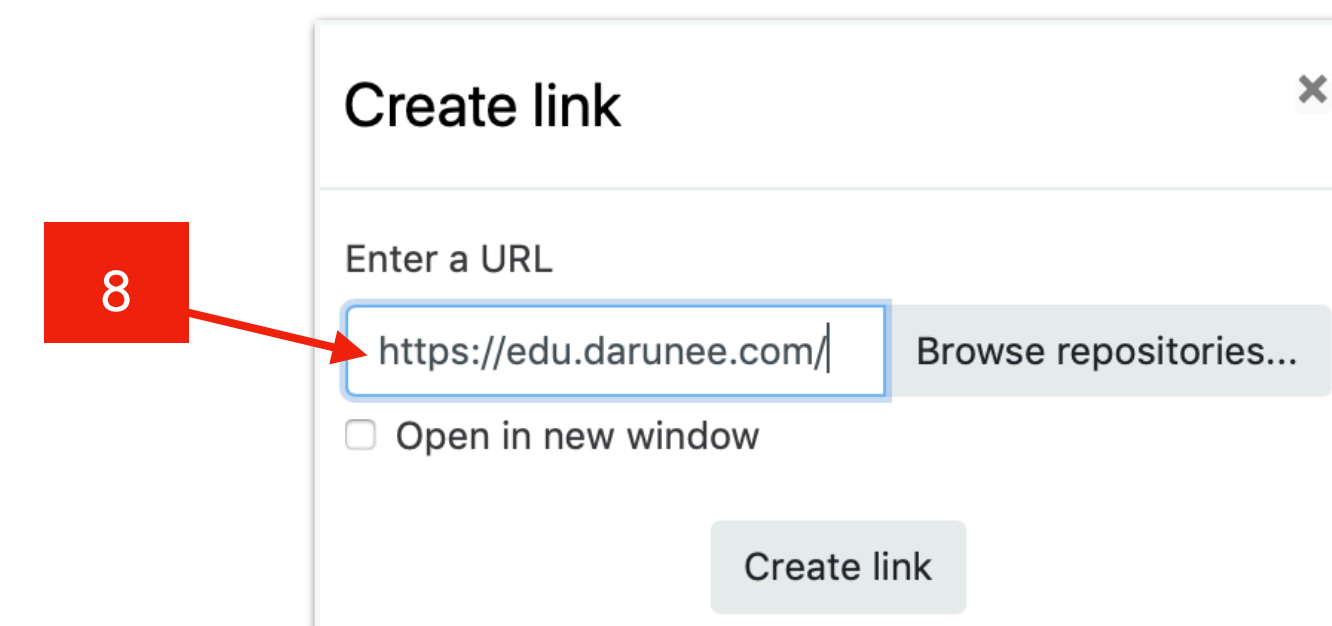 Create link
8
Enter a URL
https://edu.darunee.com/
Browse repositories...
Open in new window
Create link